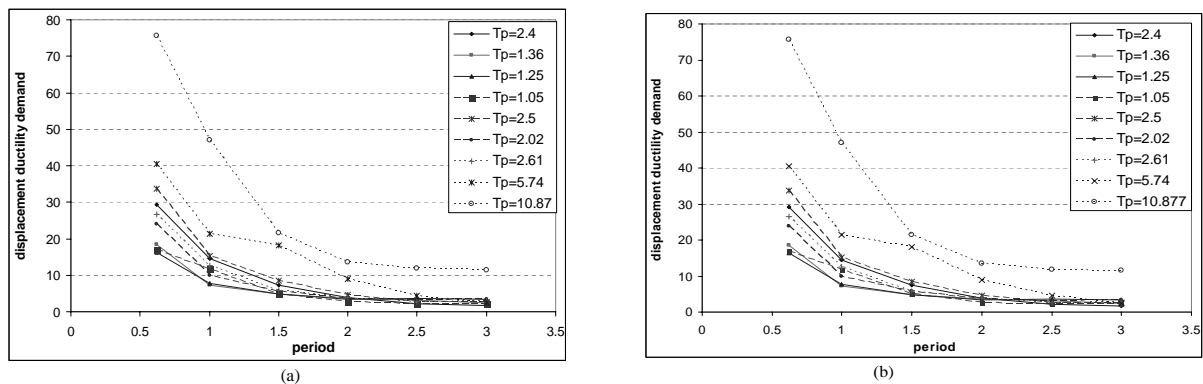 80
70
60
50
40
30
20
10
0
displacement ductility demand
0
0.5
1
1.5
2
2.5
3
3.5
period
Tp=2.4
Tp=1.36
Tp=1.25
Tp=1.05
Tp=2.5
Tp=2.02
Tp=2.61
Tp=5.74
Tp=10.87
(a)
80
70
60
50
40
30
20
10
0
displacement ductility demand
0
0.5
1
1.5
2
2.5
3
3.5
period
Tp=2.4
Tp=1.36
Tp=1.25
Tp=1.05
Tp=2.5
Tp=2.02
Tp=2.61
Tp=5.74
Tp=10.877
(b)